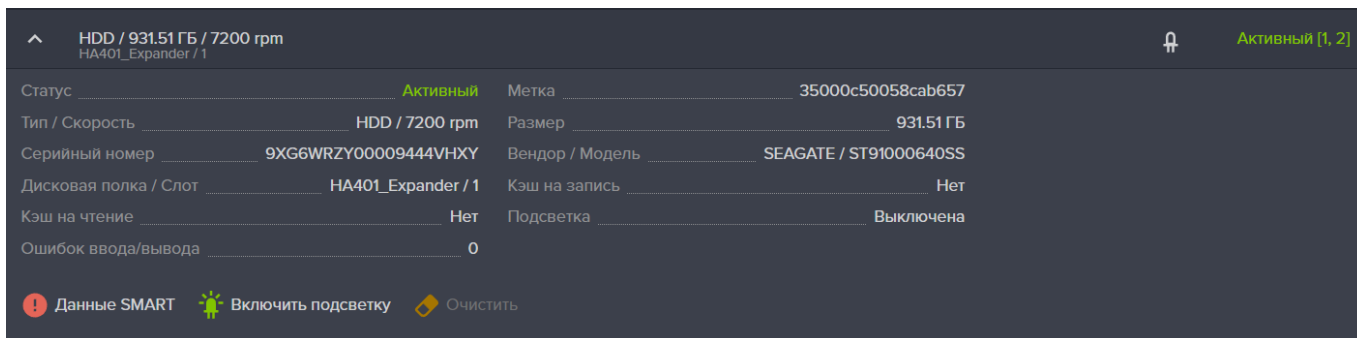 HDD / 931.51 ГБ / 7200 rpm
HA401_Expander / 1
Активный [1, 2]
Статус Активный
Метка 35000c50058cab657
Тип / Скорость HDD / 7200 rpm
Размер 931.51 ГБ
Серийный номер 9XG6WRZY00009444VHXY
Вендор / Модель SEAGATE / ST91000640SS
Дисковая полка / Слот HA401_Expander / 1
Кэш на запись Нет
Кэш на чтение Нет
Подсветка Выключена
Ошибок ввода/вывода 0
Данные SMART Включить подсветку Очистить